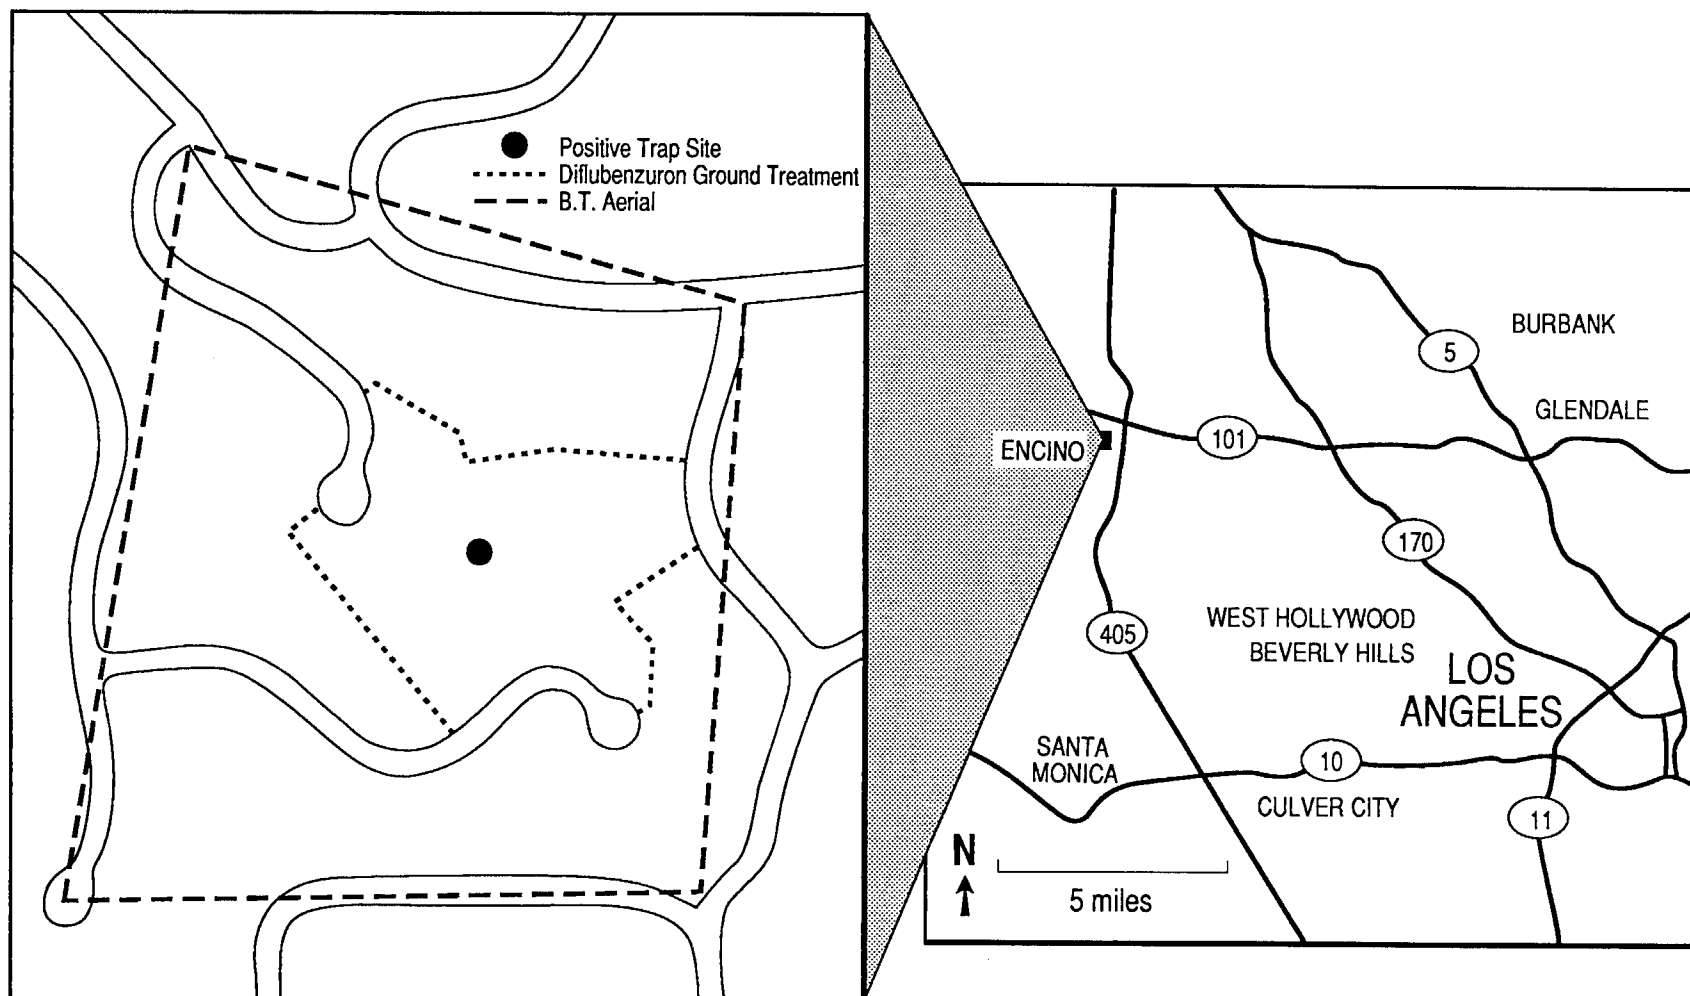 Positive Trap Site
Diflubenzuron Ground Treatment
B.T. Aerial
BURBANK
5
GLENDALE
101
ENCINO
170
WEST HOLLYWOOD
BEVERLY HILLS
405
LOS
ANGELES
SANTA
MONICA
10
CULVER CITY
11
N
5 miles